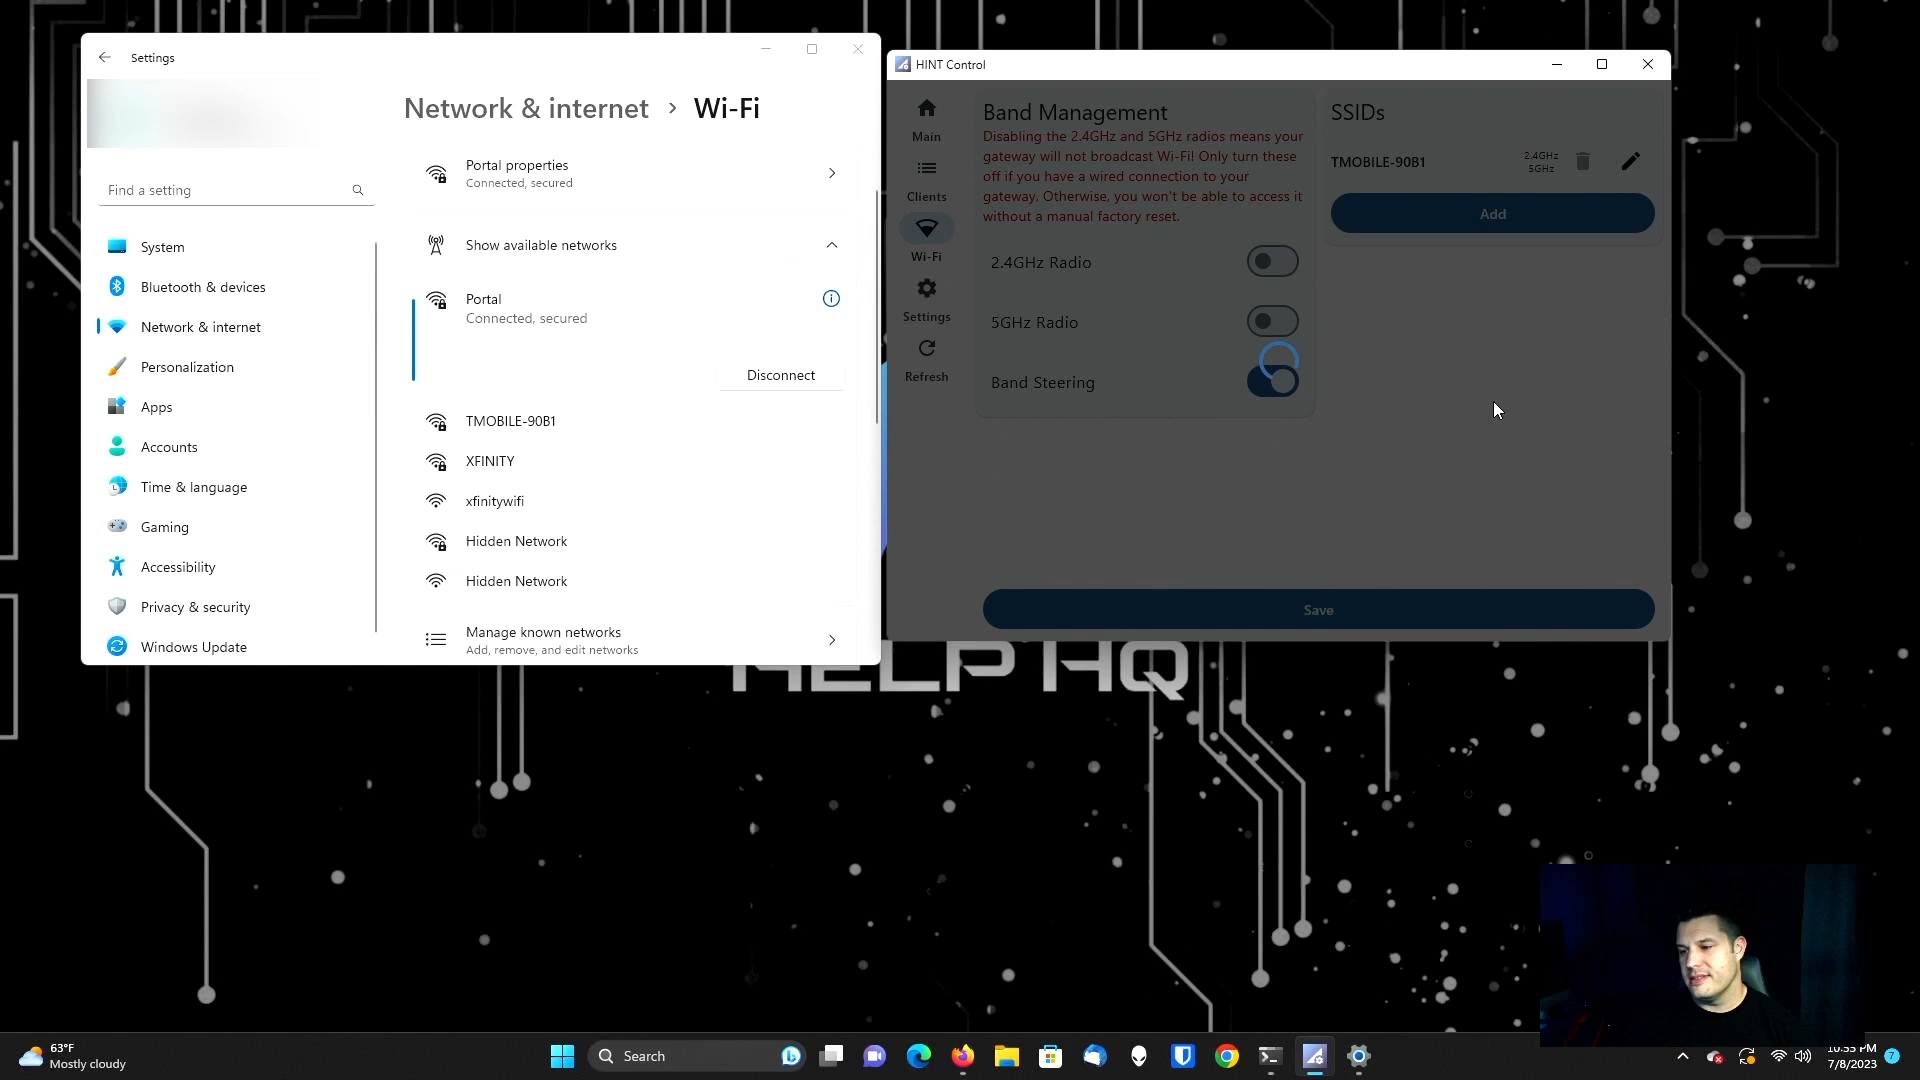 Settings
Network & internet > Wi-Fi
Find a setting
System
Bluetooth & devices
Network & internet
Personalization
Apps
Accounts
Time & language
Gaming
Accessibility
Privacy & security
Windows Update
Portal properties
Connected, secured
Show available networks
Portal
Connected, secured
Disconnect
TMOBILE-90B1
XFINITY
xfinitywifi
Hidden Network
Hidden Network
Manage known networks
Add, remove, and edit networks
HINT Control
Main
Clients
Wi-Fi
Settings
Refresh
Band Management
Disabling the 2.4GHz and 5GHz radios means your
gateway will not broadcast Wi-Fi! Only turn these
off if you have a wired connection to your
gateway, Otherwise, you won't be able to access it
without a manual factory reset.
2.4GHz Radio
5GHz Radio
Band Steering
SSIDs
TMOBILE-90B1
2.4GHz
5GHz
Add
Save
HELP HQ
63°F
Mostly cloudy
Search
10:55 PM
7/8/2023
7